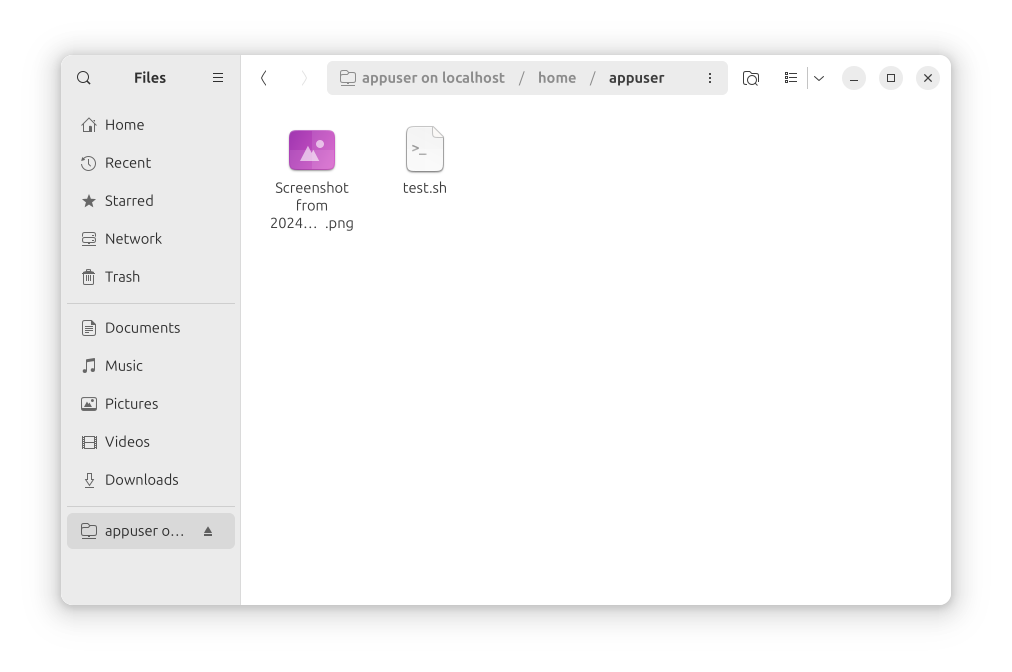 Files
appuser on localhost / home / appuser
Home
Recent
Starred
Network
Trash
Documents
Music
Pictures
Videos
Downloads
appuser o…
Screenshot
from
2024… .png
>_
test.sh